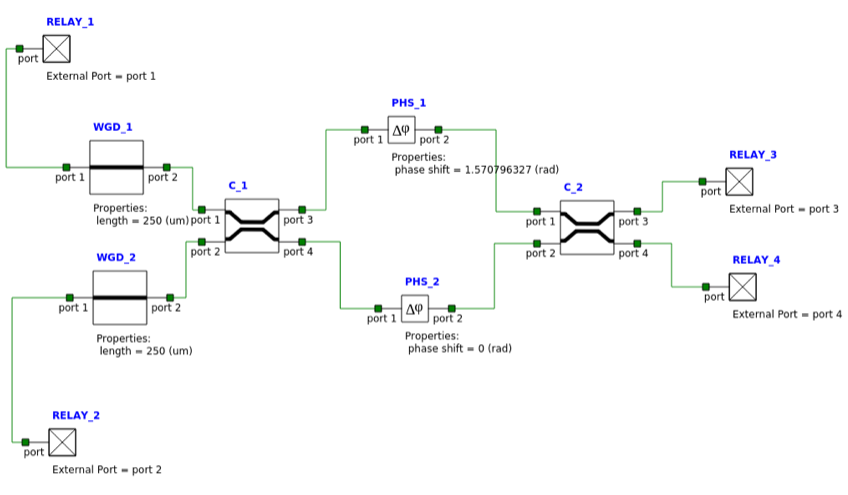 RELAY_1
port
External Port = port 1
WGD_1
port 1
port 2
Properties:
length = 250 (um)
C_1
port 1
port 2
port 3
port 4
WGD_2
port 1
port 2
Properties:
length = 250 (um)
RELAY_2
port
External Port = port 2
PHS_1
Δφ
port 1
port 2
Properties:
phase shift = 1.570796327 (rad)
PHS_2
Δφ
port 1
port 2
Properties:
phase shift = 0 (rad)
C_2
port 1
port 2
port 3
port 4
RELAY_3
port
External Port = port 3
RELAY_4
port
External Port = port 4